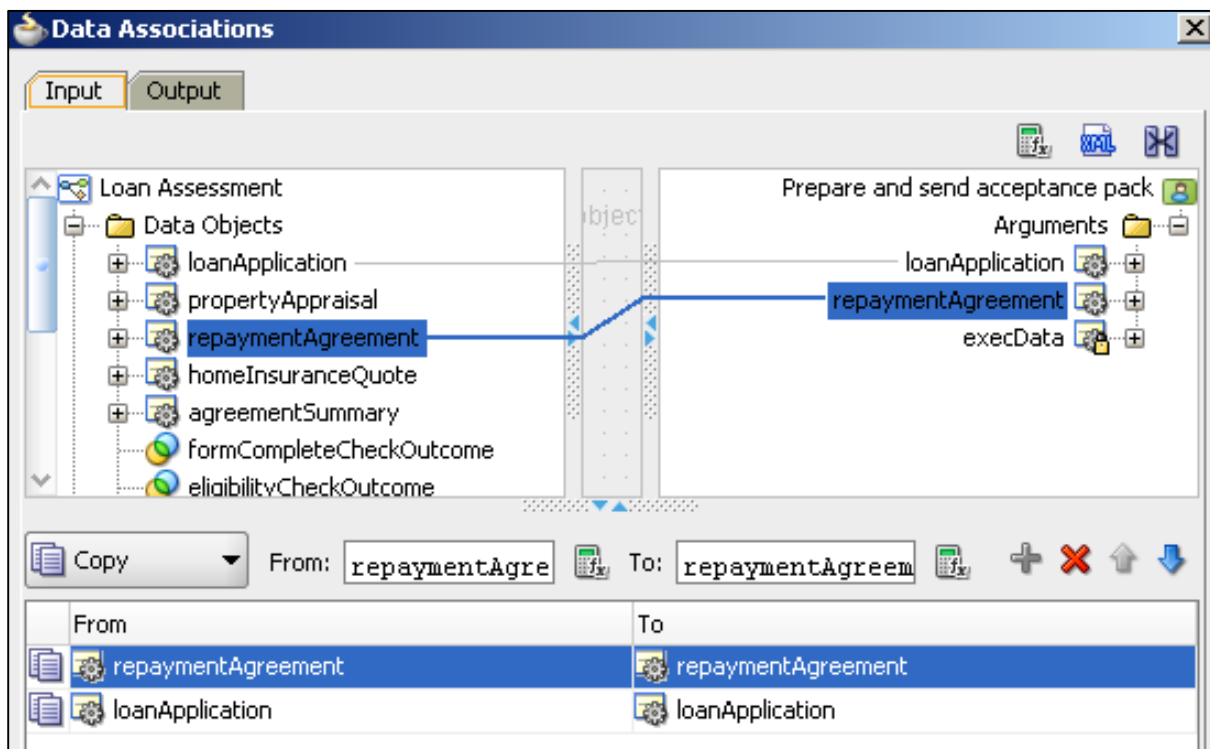 Data Associations
Input Output
Loan Assessment
Data Objects
loanApplication
propertyAppraisal
repaymentAgreement
homeInsuranceQuote
agreementSummary
formCompleteCheckOutcome
eligibilityCheckOutcome
Prepare and send acceptance pack
Arguments
loanApplication
repaymentAgreement
execData
Copy From: repaymentAgre To: repaymentAgreem
From To
repaymentAgreement repaymentAgreement
loanApplication loanApplication